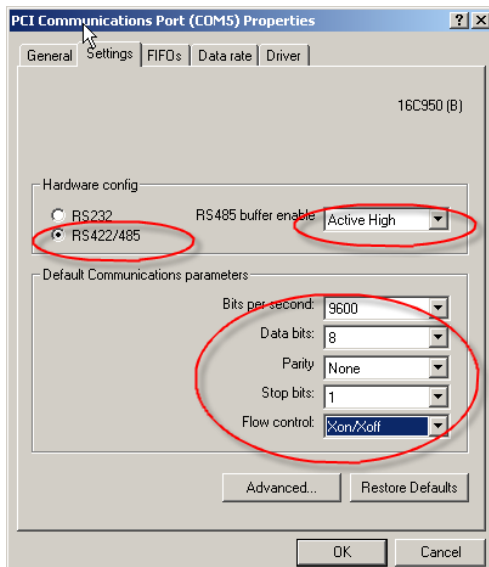 PCI Communications Port (COM5) Properties
General Settings FIFOs Data rate Driver
16C950 (B)
Hardware config
RS232 RS485 buffer enable Active High
RS422/485
Default Communications parameters
Bits per second: 9600
Data bits: 8
Parity None
Stop bits: 1
Flow control: Xon/Xoff
Advanced... Restore Defaults
OK Cancel